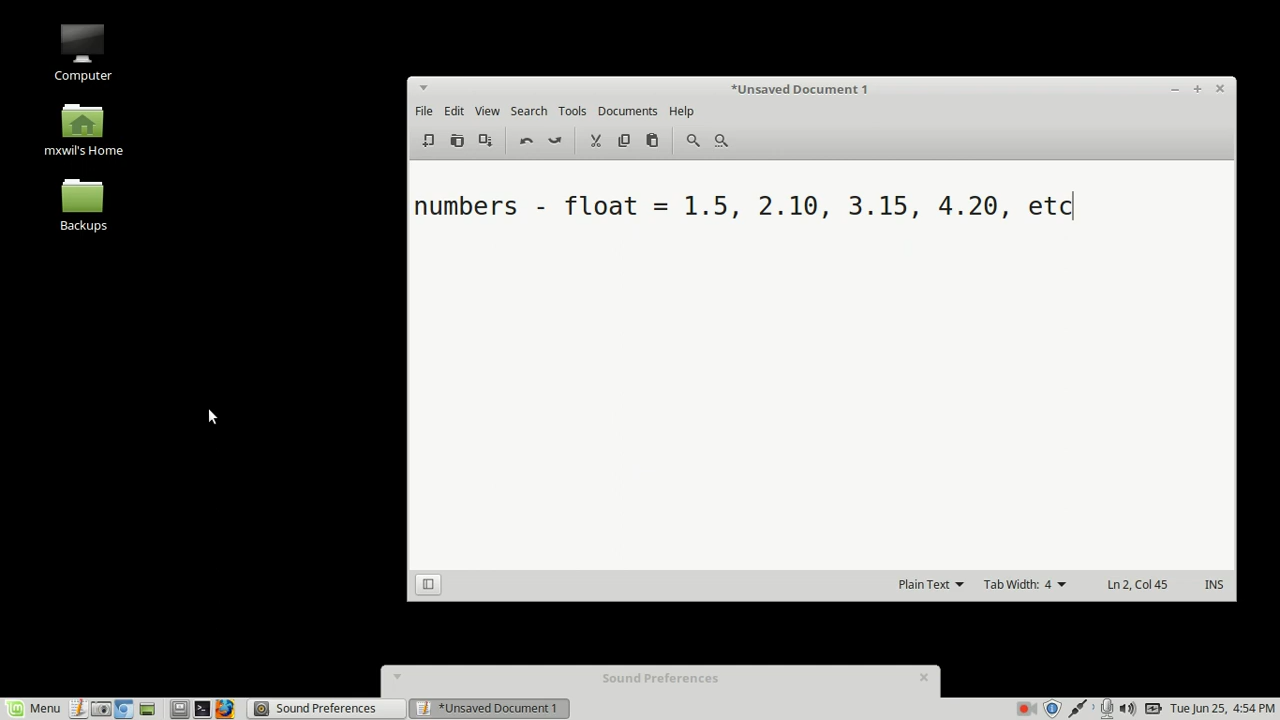 Computer
mxwil's Home
Backups
*Unsaved Document 1
File Edit View Search Tools Documents Help
numbers - float = 1.5, 2.10, 3.15, 4.20, etc
Plain Text Tab Width: 4 Ln 2, Col 45 INS
Sound Preferences
Menu Sound Preferences *Unsaved Document 1 Tue Jun 25, 4:54 PM